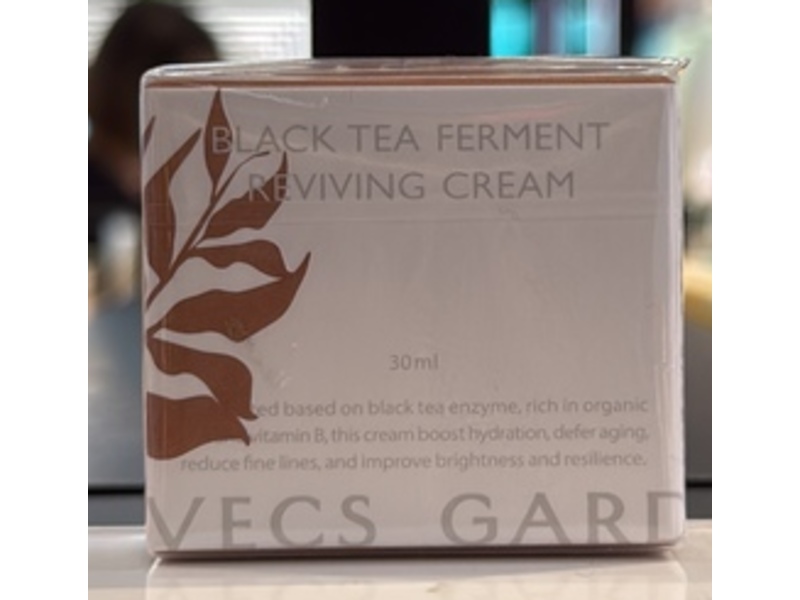 BLACK TEA FERMENT
REVIVING CREAM
30ml
based on black tea enzyme, rich in organic
vitamin B, this cream boost hydration, defer aging,
reduce fine lines, and improve brightness and resilience.
VECS GARD